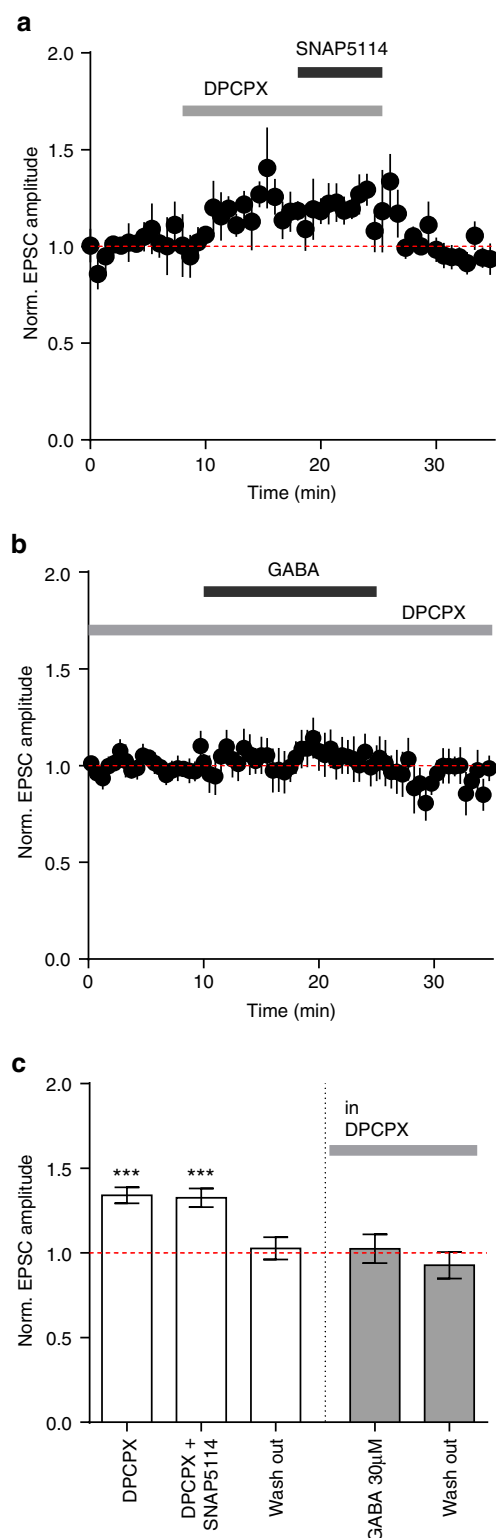 a
SNAP5114
DPCPX
Norm. EPSC amplitude
2.0
1.5
1.0
0.5
0.0
0
10
20
30
Time (min)
b
GABA
DPCPX
Norm. EPSC amplitude
2.0
1.5
1.0
0.5
0.0
0
10
20
30
Time (min)
c
in
DPCPX
***
***
Norm. EPSC amplitude
2.0
1.5
1.0
0.5
0.0
DPCPX
DPCPX +
SNAP5114
Wash out
GABA 30μM
Wash out